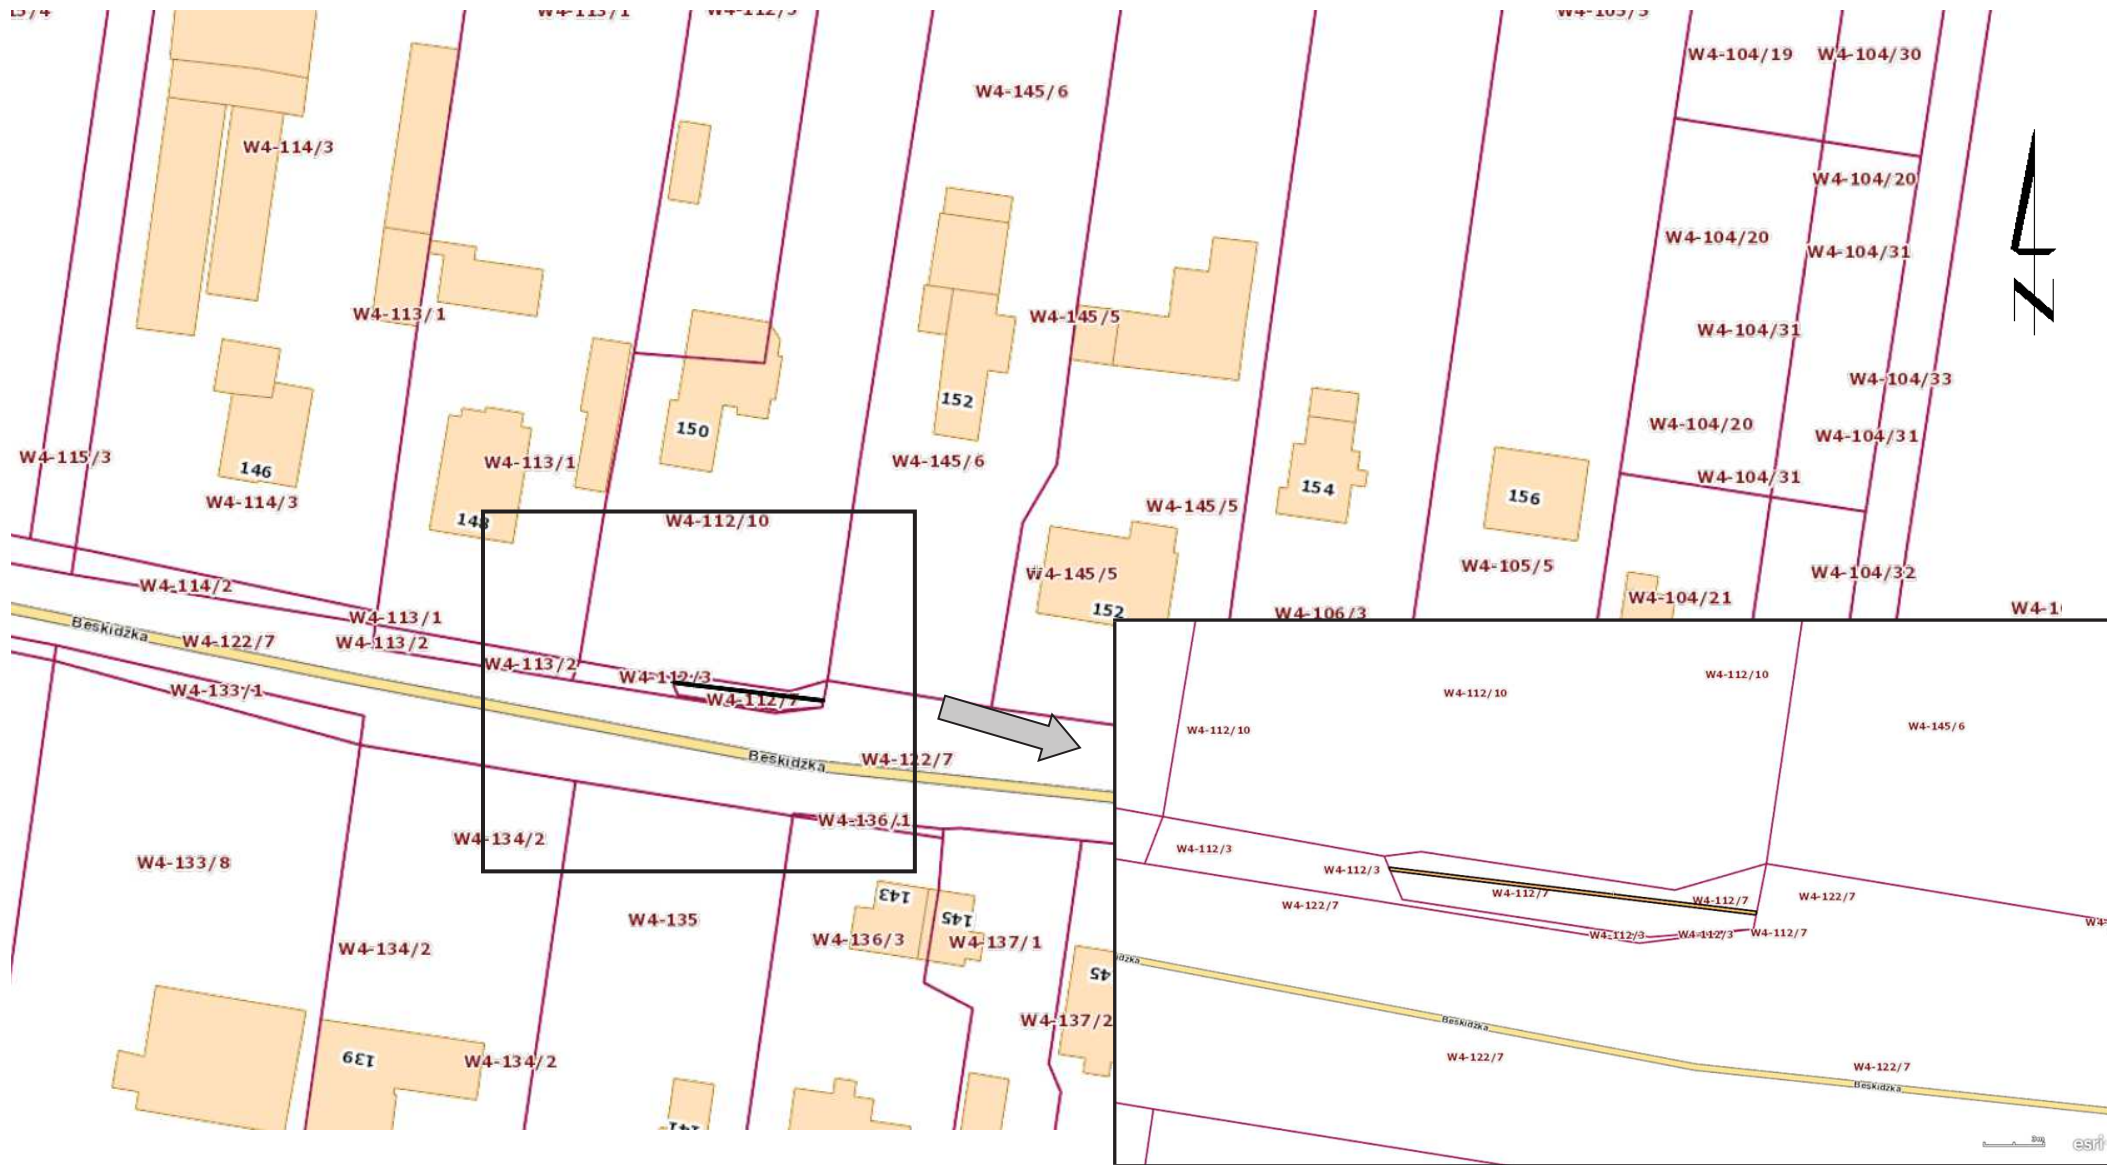 W4-113/1
W4-112/9
W4-105/5
W4-104/19
W4-104/30
W4-145/6
W4-114/3
W4-104/20
W4-104/20
W4-104/31
W4-113/1
W4-145/5
W4-104/31
W4-104/33
152
150
W4-104/20
W4-104/31
W4-115/3
146
W4-113/1
W4-145/6
W4-104/31
154
156
W4-114/3
148
W4-112/10
W4-145/5
N
W4-105/5
W4-145/5
W4-104/32
W4-114/2
W4-104/21
152
W4-106/3
W4-113/1
Beskidzka
W4-122/7
W4-113/2
W4-113/2
W4-112/3
W4-133/1
W4-112/7
Beskidzka
W4-122/7
W4-136/1
W4-134/2
W4-133/8
143
145
W4-135
W4-136/3
W4-137/1
W4-134/2
W4-137/2
139
W4-134/2
141
W4-112/10
W4-112/10
W4-112/10
W4-145/6
W4-112/3
W4-112/3
W4-112/7
W4-112/7
W4-122/7
W4-122/7
W4-112/3
W4-112/3
W4-112/7
Beskidzka
W4-122/7
W4-122/7
Beskidzka
esri